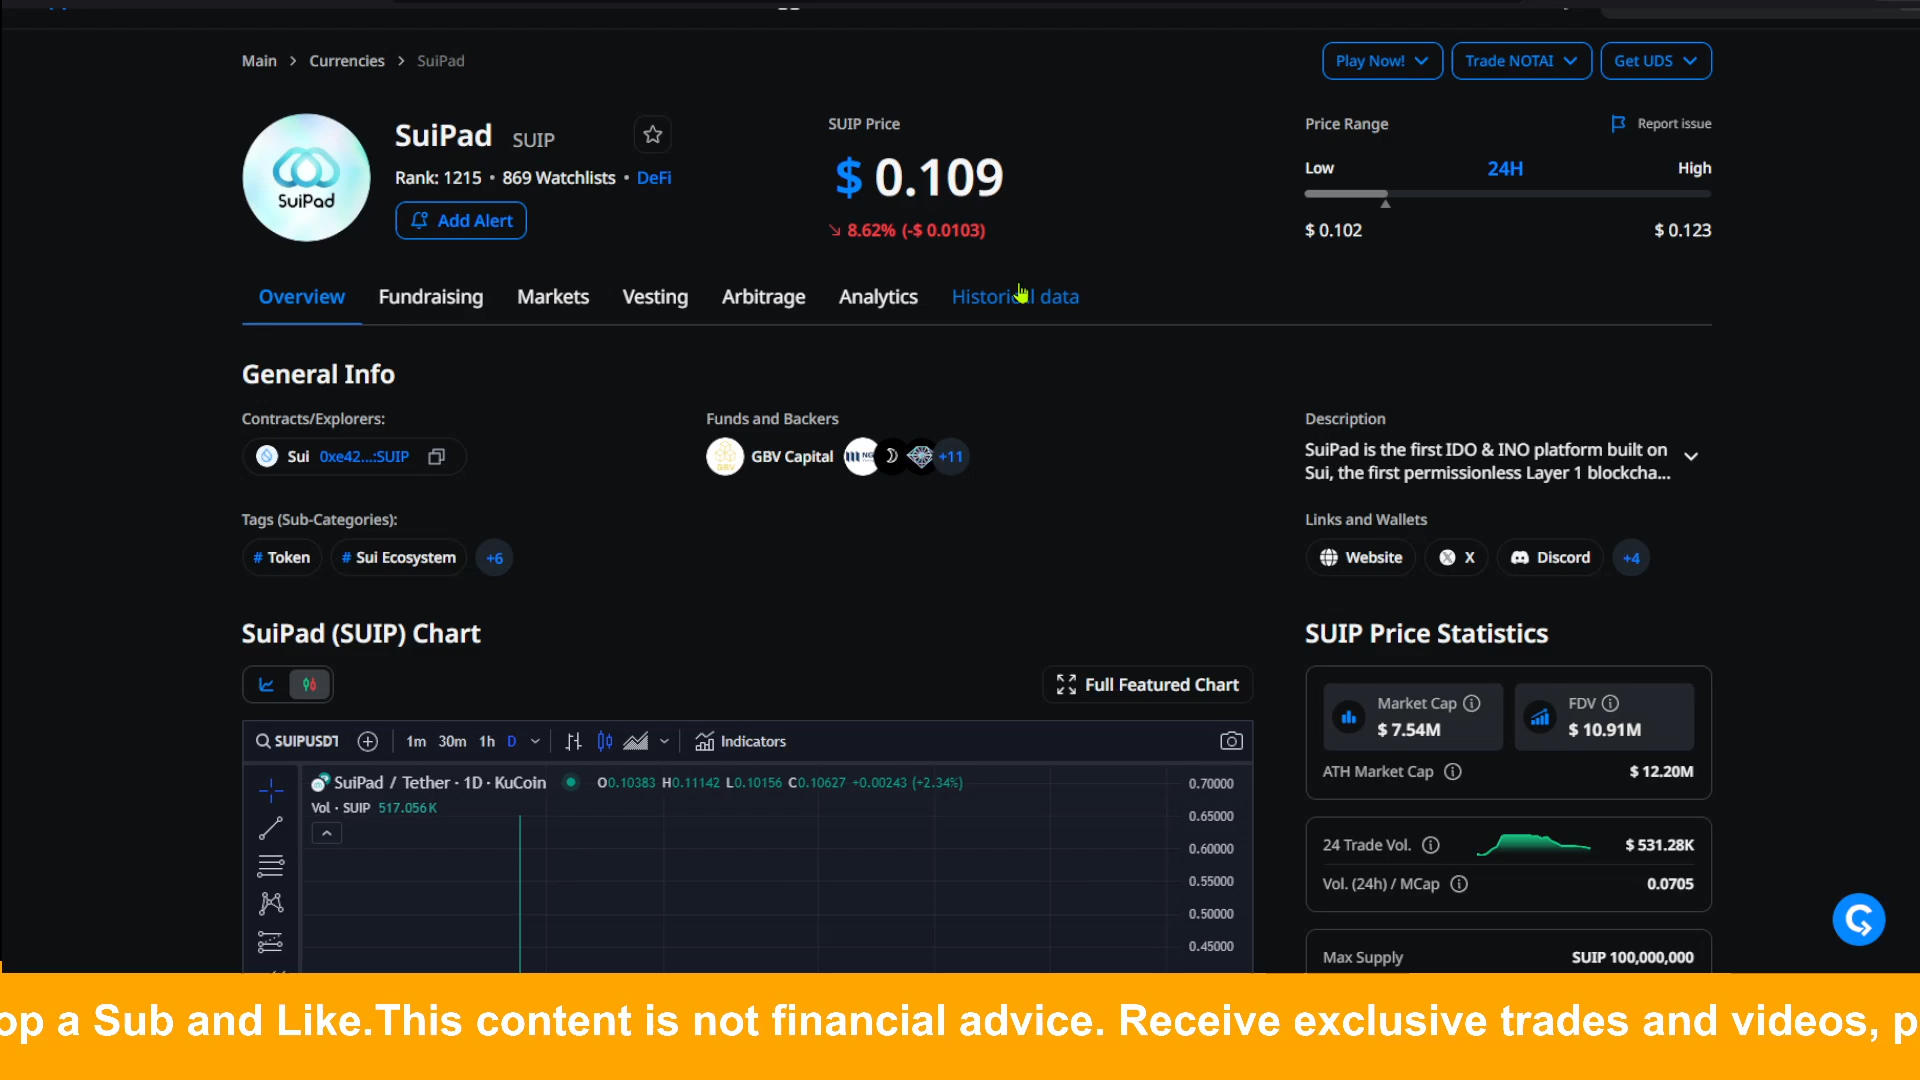 Main > Currencies > SuiPad
Play Now!
Trade NOTAI
Get UDS
SuiPad
SuiPad SUIP
Rank: 1215 • 869 Watchlists • DeFi
Add Alert
SUIP Price
$ 0.109
8.62% (-$ 0.0103)
Price Range
Report issue
Low 24H High
$ 0.102 $ 0.123
Overview Fundraising Markets Vesting Arbitrage Analytics Historical data
General Info
Contracts/Explorers:
Sui 0xe42...:SUIP
Funds and Backers
GBV
GBV Capital
+11
Description
SuiPad is the first IDO & INO platform built on
Sui, the first permissionless Layer 1 blockcha...
Tags (Sub-Categories):
# Token # Sui Ecosystem +6
Links and Wallets
Website X Discord +4
SuiPad (SUIP) Chart
Full Featured Chart
SUIPUSDT
1m 30m 1h D
Indicators
SuiPad / Tether · 1D · KuCoin O0.10383 H0.11142 L0.10156 C0.10627 +0.00243 (+2.34%)
Vol · SUIP 517.056K
0.70000
0.65000
0.60000
0.55000
0.50000
0.45000
SUIP Price Statistics
Market Cap
$ 7.54M
FDV
$ 10.91M
ATH Market Cap $ 12.20M
24 Trade Vol. $ 531.28K
Vol. (24h) / MCap 0.0705
Max Supply SUIP 100,000,000
op a Sub and Like.This content is not financial advice. Receive exclusive trades and videos, p